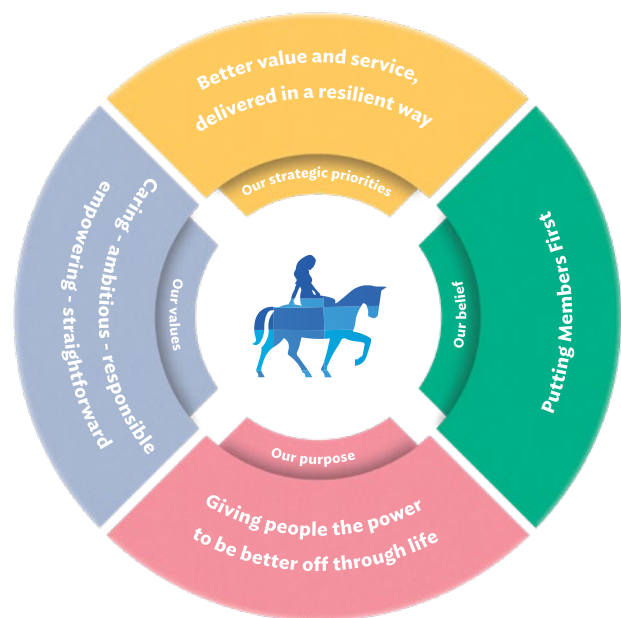 Better value and service,
delivered in a resilient way
Our strategic priorities
Putting Members First
Our belief
Our purpose
Giving people the power
to be better off through life
Caring - ambitious - responsible
empowering - straightforward
Our values